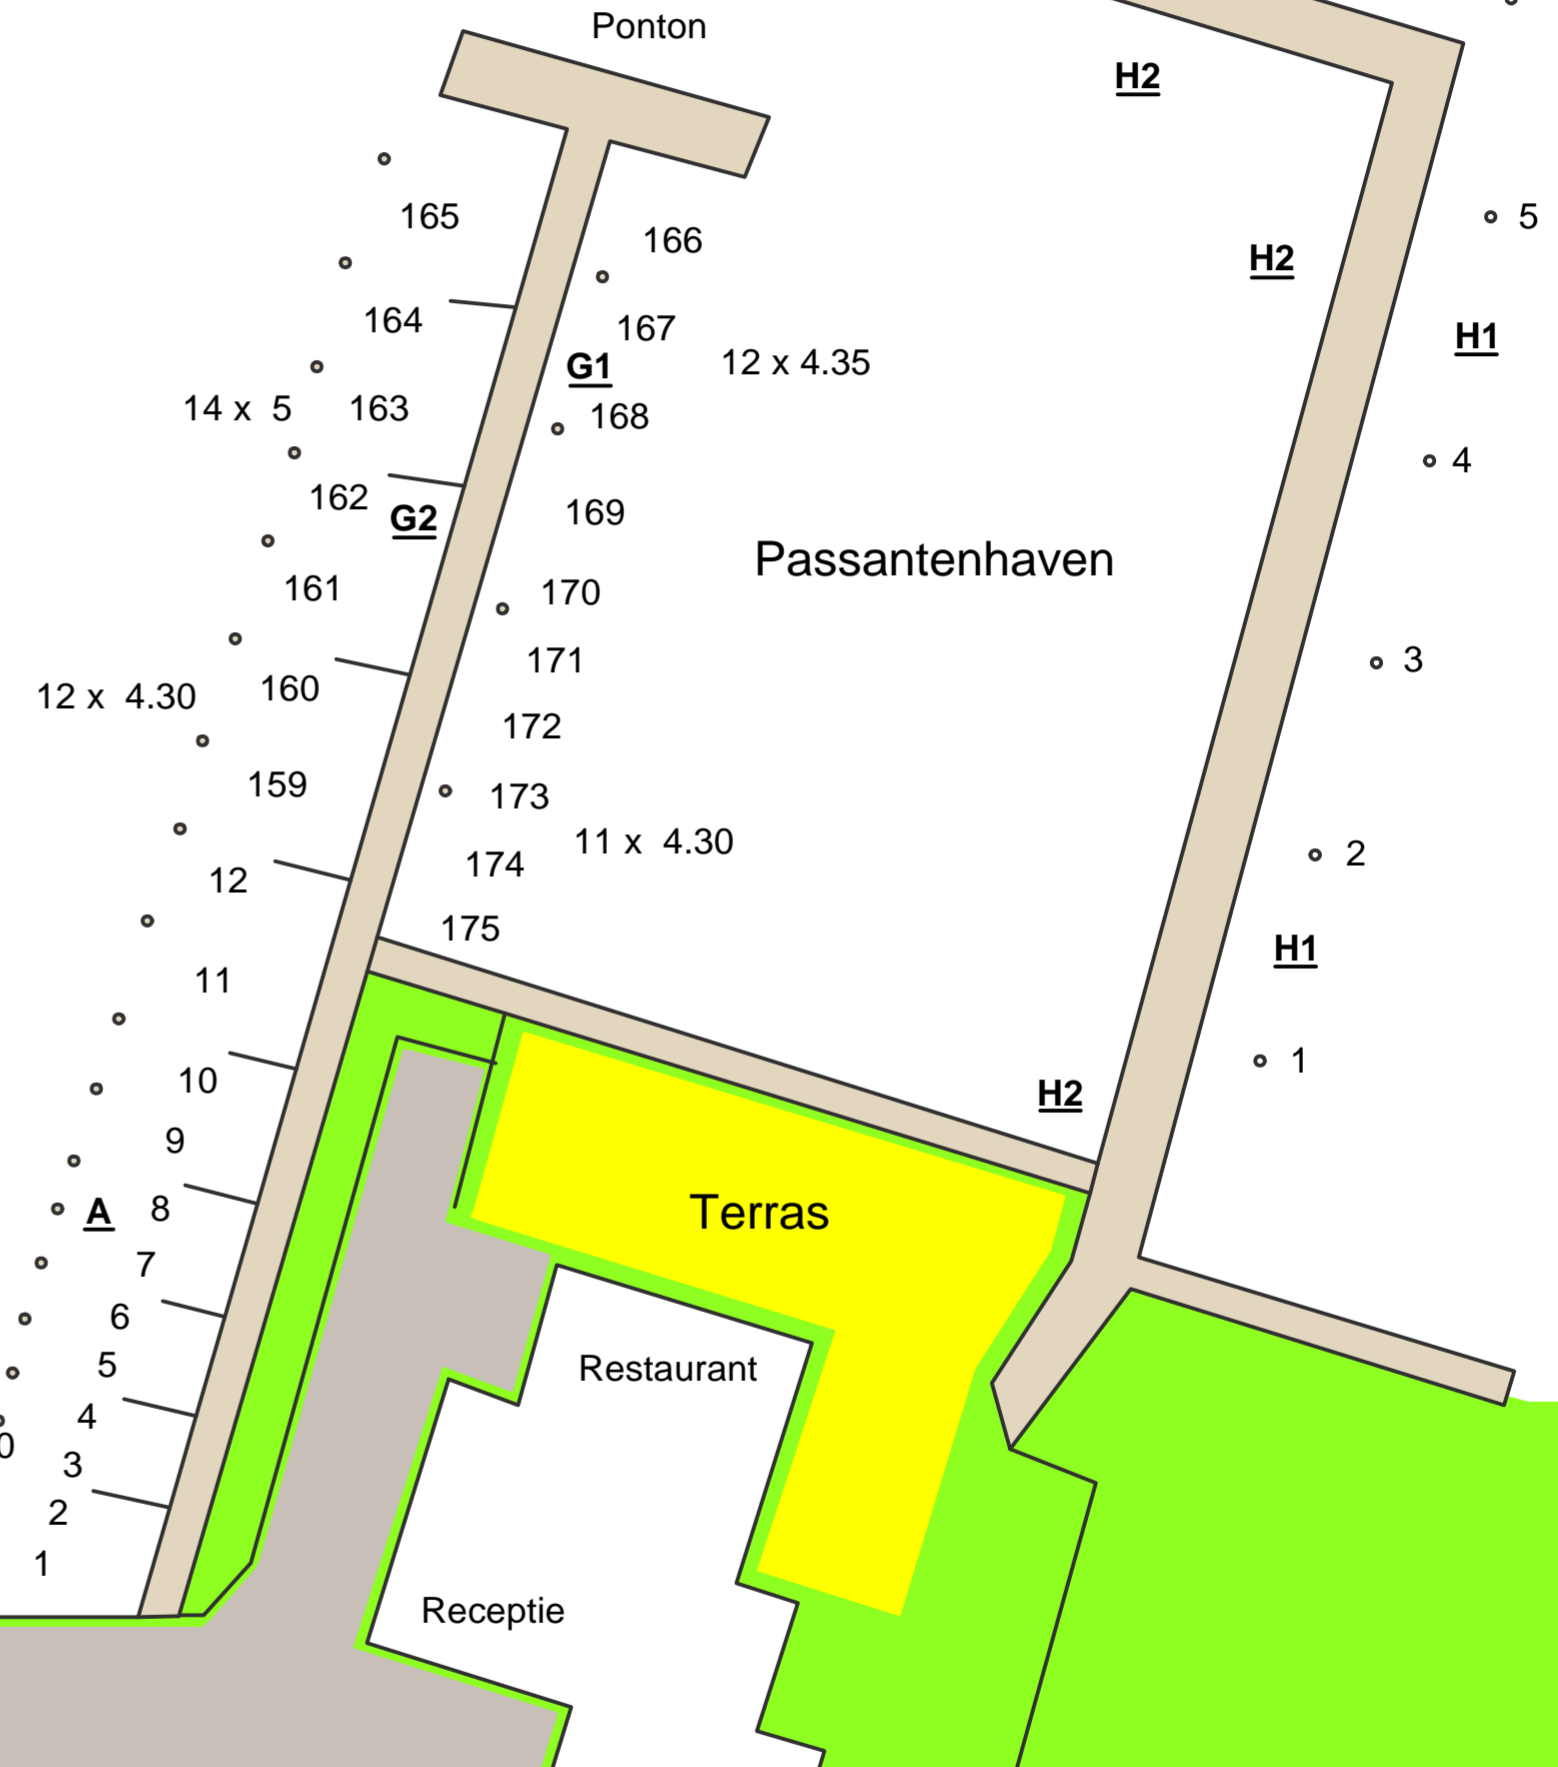 Ponton
H2
165
5
166
H2
164
167
H1
G1
12 x 4.35
14 x 5
163
168
4
162
G2
169
Passantenhaven
161
170
171
3
160
12 x 4.30
172
159
173
11 x 4.30
2
174
12
175
H1
11
1
10
H2
9
A
8
Terras
7
6
5
Restaurant
4
0
3
2
1
Receptie